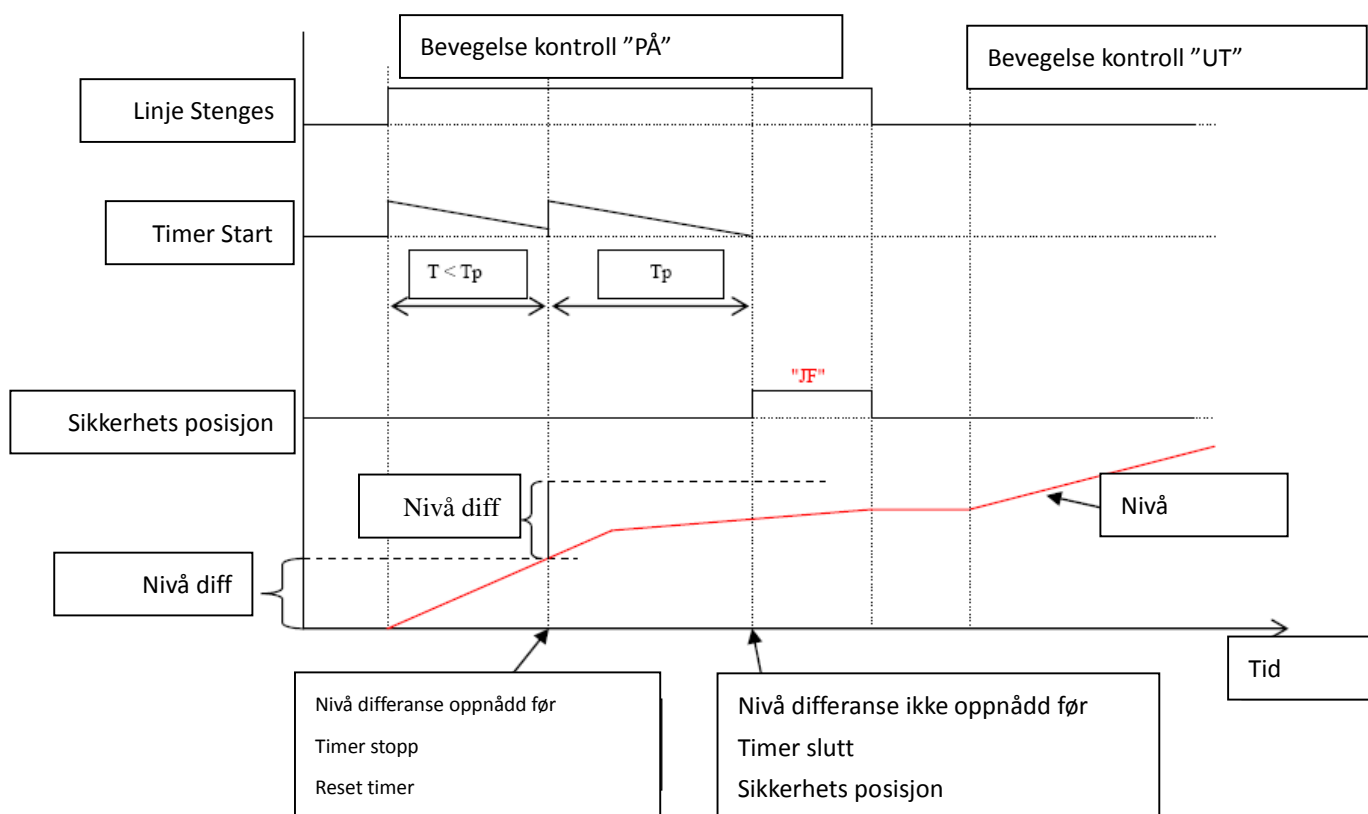 Bevegelse kontroll ”PÅ”
Bevegelse kontroll ”UT”
Linje Stenges
Timer Start
T < Tp
Tp
"JF"
Sikkerhets posisjon
Nivå diff
Nivå
Nivå diff
Tid
Nivå differanse oppnådd før
Timer stopp
Reset timer
Nivå differanse ikke oppnådd før
Timer slutt
Sikkerhets posisjon